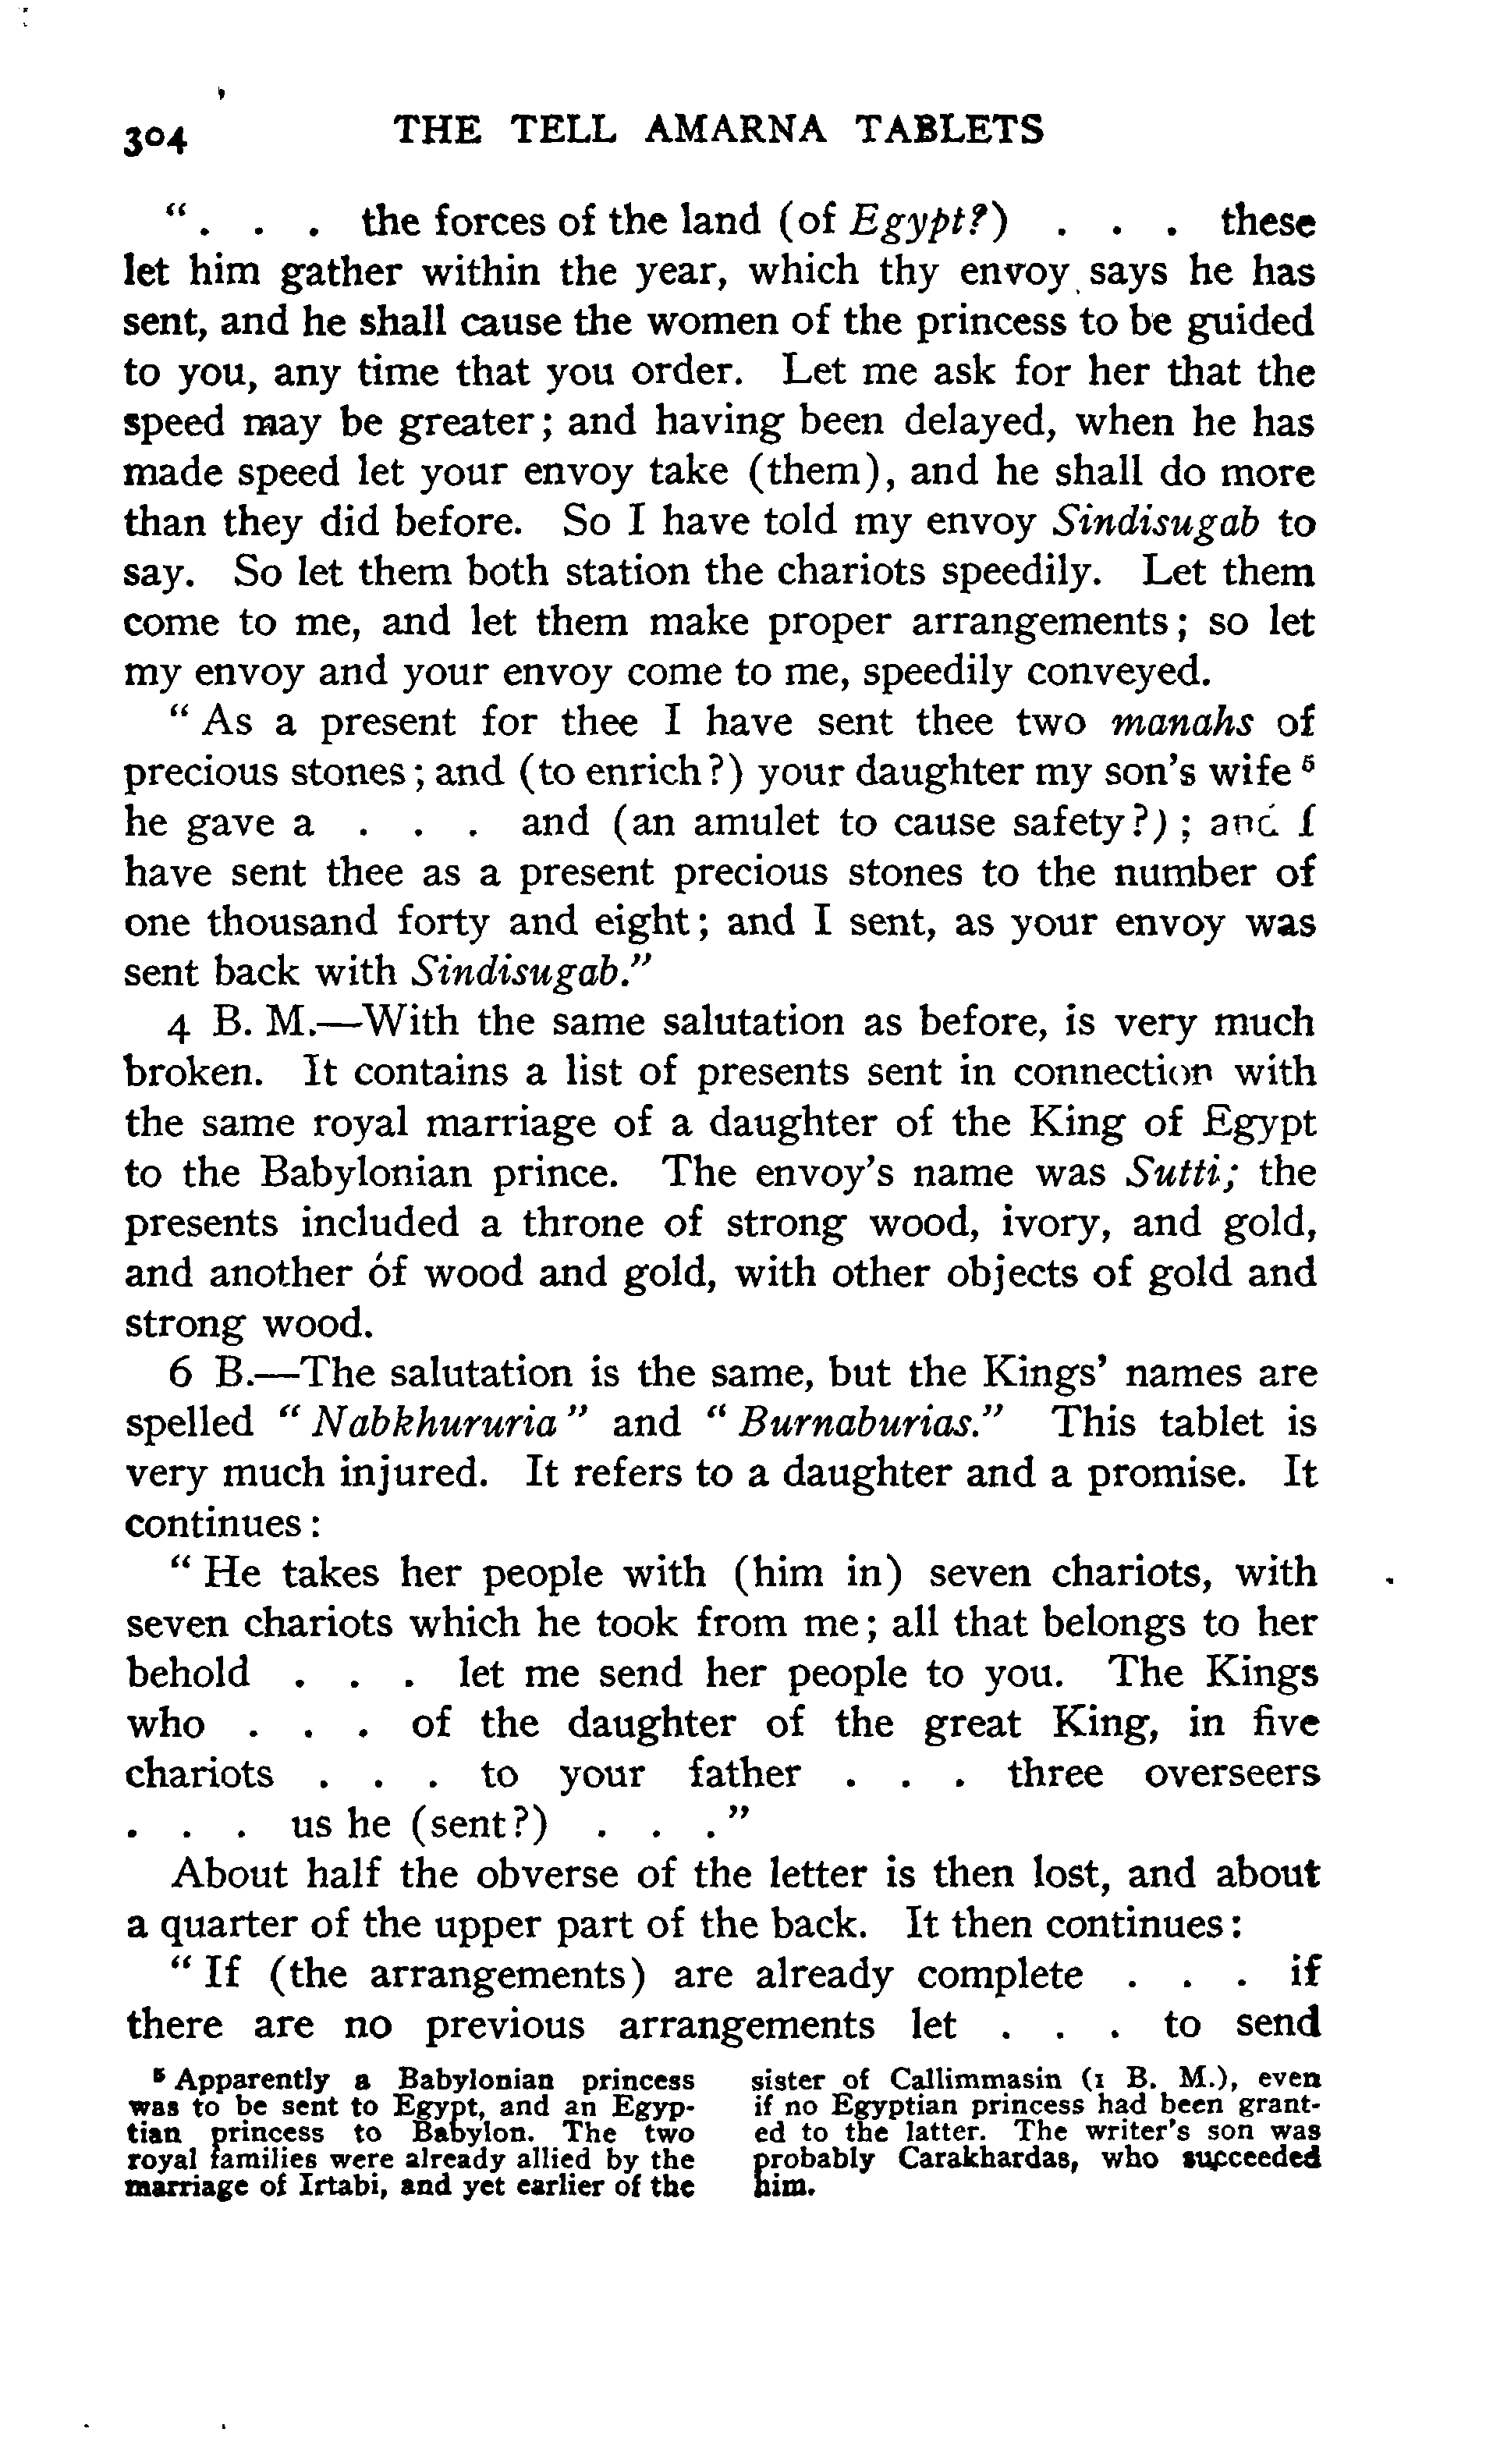 304 THE TELL AMARNA TABLETS
". . . the forces of the land (of Egypt?) . . . these
let him gather within the year, which thy envoy says he has
sent, and he shall cause the women of the princess to be guided
to you, any time that you order. Let me ask for her that the
speed may be greater; and having been delayed, when he has
made speed let your envoy take (them), and he shall do more
than they did before. So I have told my envoy Sindisugab to
say. So let them both station the chariots speedily. Let them
come to me, and let them make proper arrangements; so let
my envoy and your envoy come to me, speedily conveyed.
"As a present for thee I have sent thee two manahs of
precious stones; and (to enrich?) your daughter my son's wife ⁵
he gave a . . . and (an amulet to cause safety?); and I
have sent thee as a present precious stones to the number of
one thousand forty and eight; and I sent, as your envoy was
sent back with Sindisugab."
4 B. M.—With the same salutation as before, is very much
broken. It contains a list of presents sent in connection with
the same royal marriage of a daughter of the King of Egypt
to the Babylonian prince. The envoy's name was Sutti; the
presents included a throne of strong wood, ivory, and gold,
and another of wood and gold, with other objects of gold and
strong wood.
6 B.—The salutation is the same, but the Kings' names are
spelled "Nabkhururia" and "Burnaburias." This tablet is
very much injured. It refers to a daughter and a promise. It
continues:
"He takes her people with (him in) seven chariots, with
seven chariots which he took from me; all that belongs to her
behold . . . let me send her people to you. The Kings
who . . . of the daughter of the great King, in five
chariots . . . to your father . . . three overseers
. . . us he (sent?) . . ."
About half the obverse of the letter is then lost, and about
a quarter of the upper part of the back. It then continues:
"If (the arrangements) are already complete . . . if
there are no previous arrangements let . . . to send
⁵ Apparently a Babylonian princess
was to be sent to Egypt, and an Egyp-
tian princess to Babylon. The two
royal families were already allied by the
marriage of Irtabi, and yet earlier of the
sister of Callimmasin (1 B. M.), even
if no Egyptian princess had been grant-
ed to the latter. The writer's son was
probably Carakhardas, who succeeded
him.